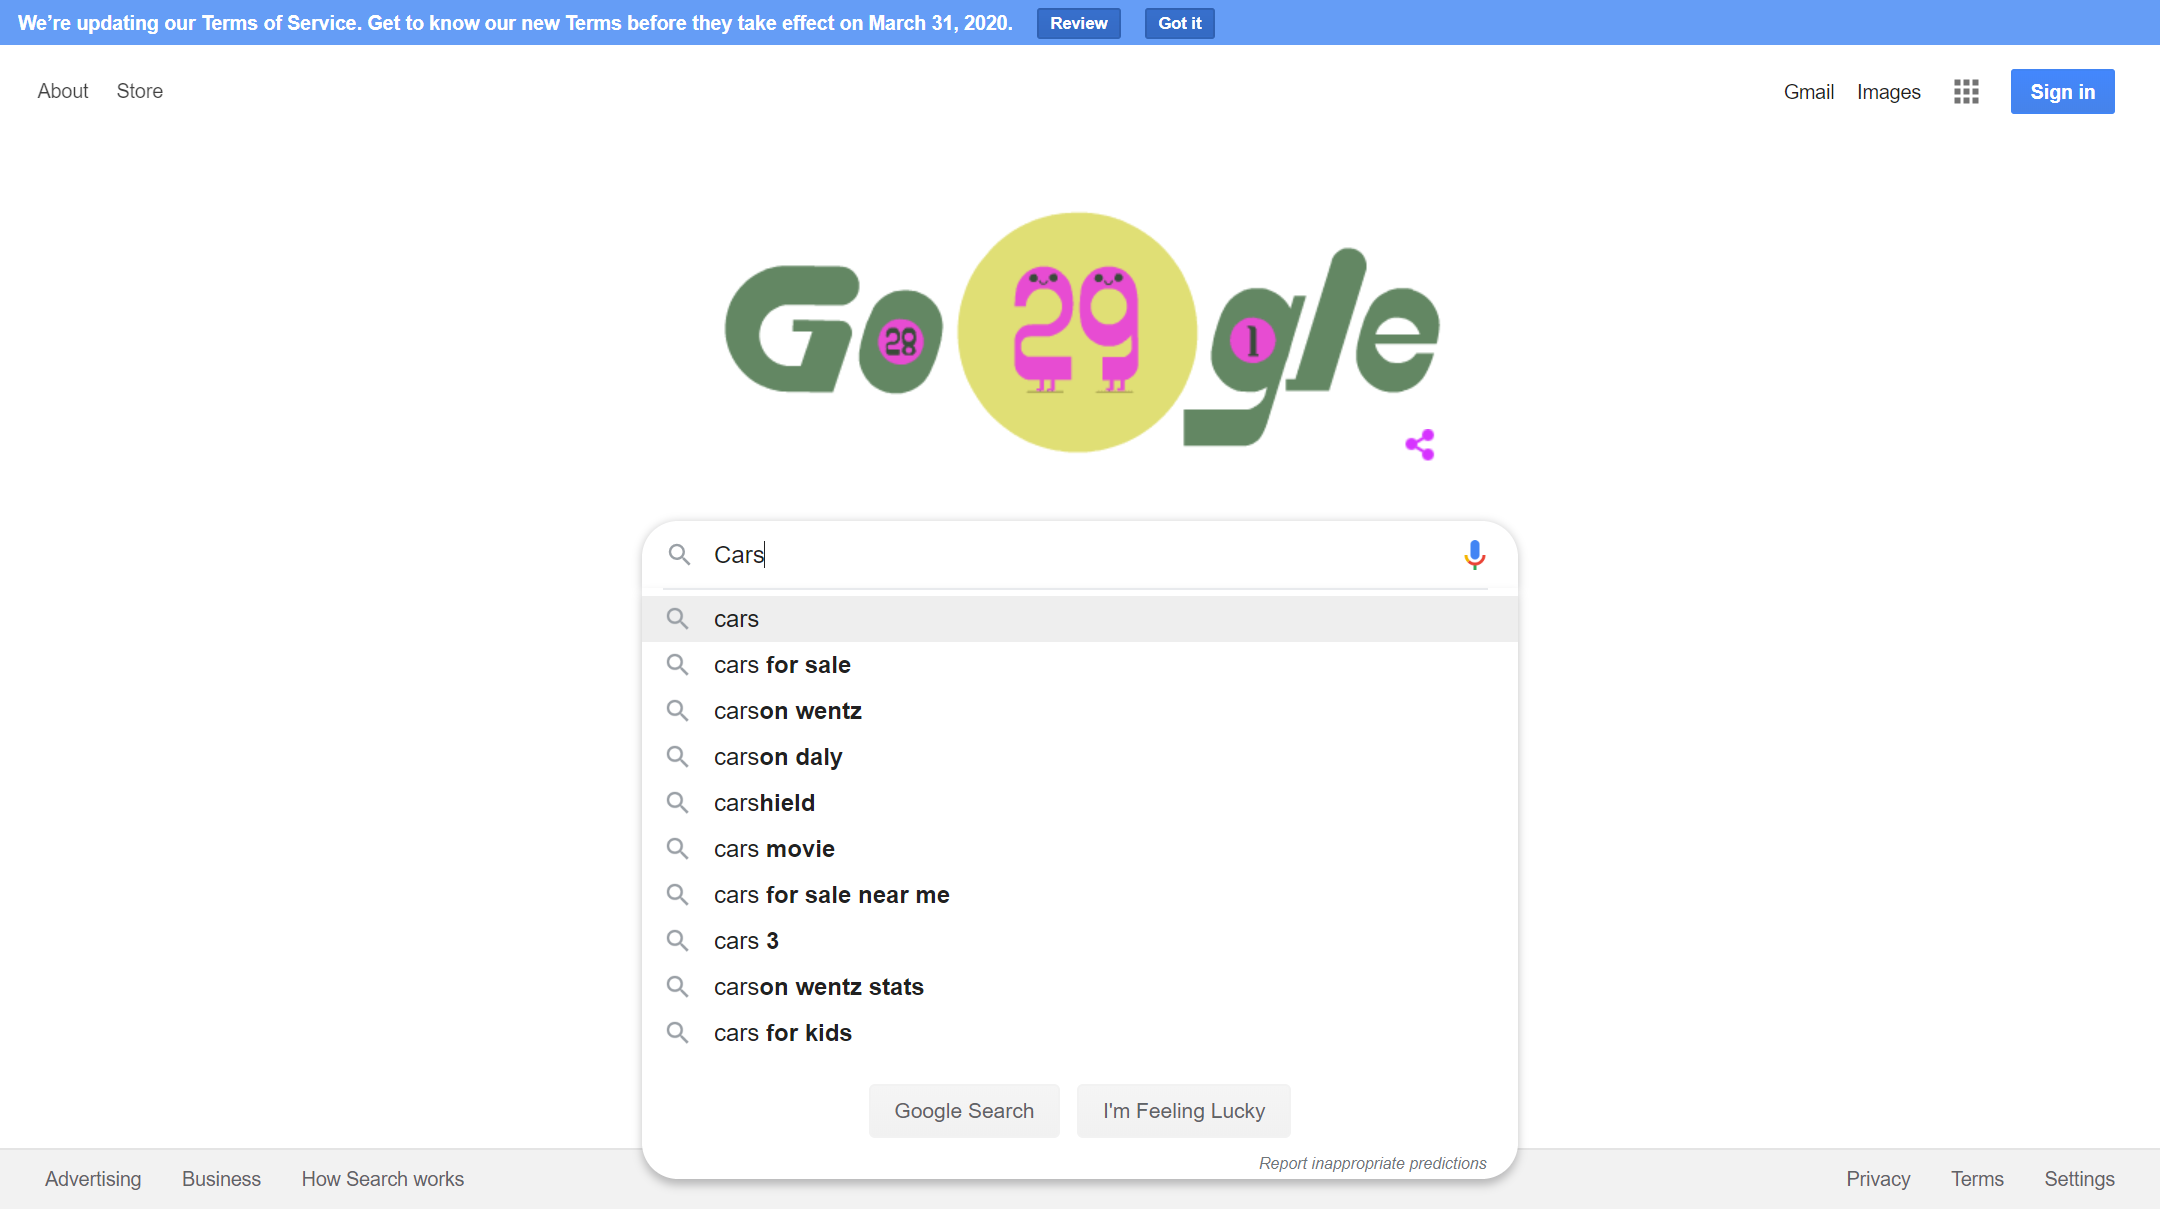 We’re updating our Terms of Service. Get to know our new Terms before they take effect on March 31, 2020. Review Got it
About Store Gmail Images Sign in
Google
28 29 1
Cars
cars
cars for sale
carson wentz
carson daly
carshield
cars movie
cars for sale near me
cars 3
carson wentz stats
cars for kids
Google Search I'm Feeling Lucky
Report inappropriate predictions
Advertising Business How Search works Privacy Terms Settings